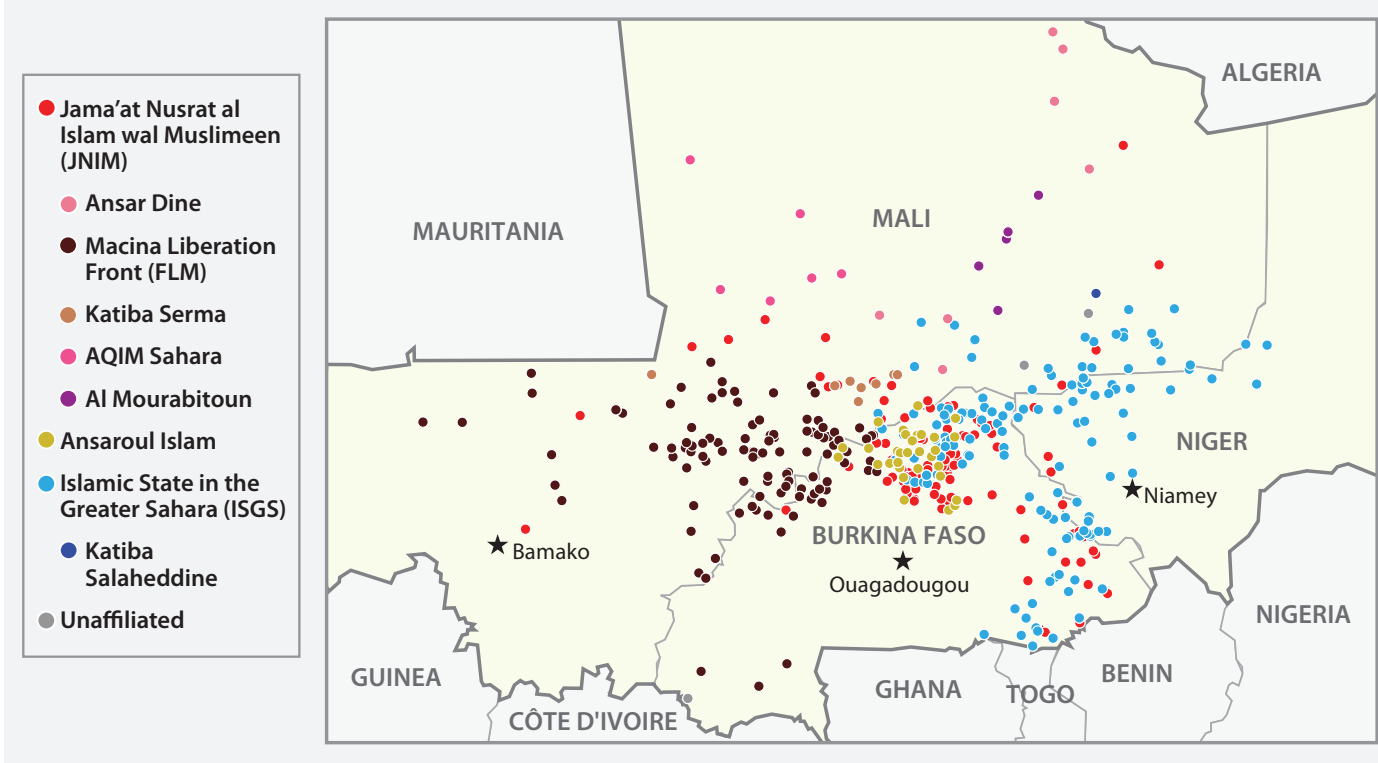 Jama’at Nusrat al
Islam wal Muslimeen
(JNIM)
Ansar Dine
Macina Liberation
Front (FLM)
Katiba Serma
AQIM Sahara
Al Mourabitoun
Ansaroul Islam
Islamic State in the
Greater Sahara (ISGS)
Katiba
Salaheddine
Unaffiliated
ALGERIA
MALI
MAURITANIA
NIGER
Niamey
BURKINA FASO
Bamako
Ouagadougou
NIGERIA
GUINEA
BENIN
GHANA
TOGO
CÔTE D'IVOIRE